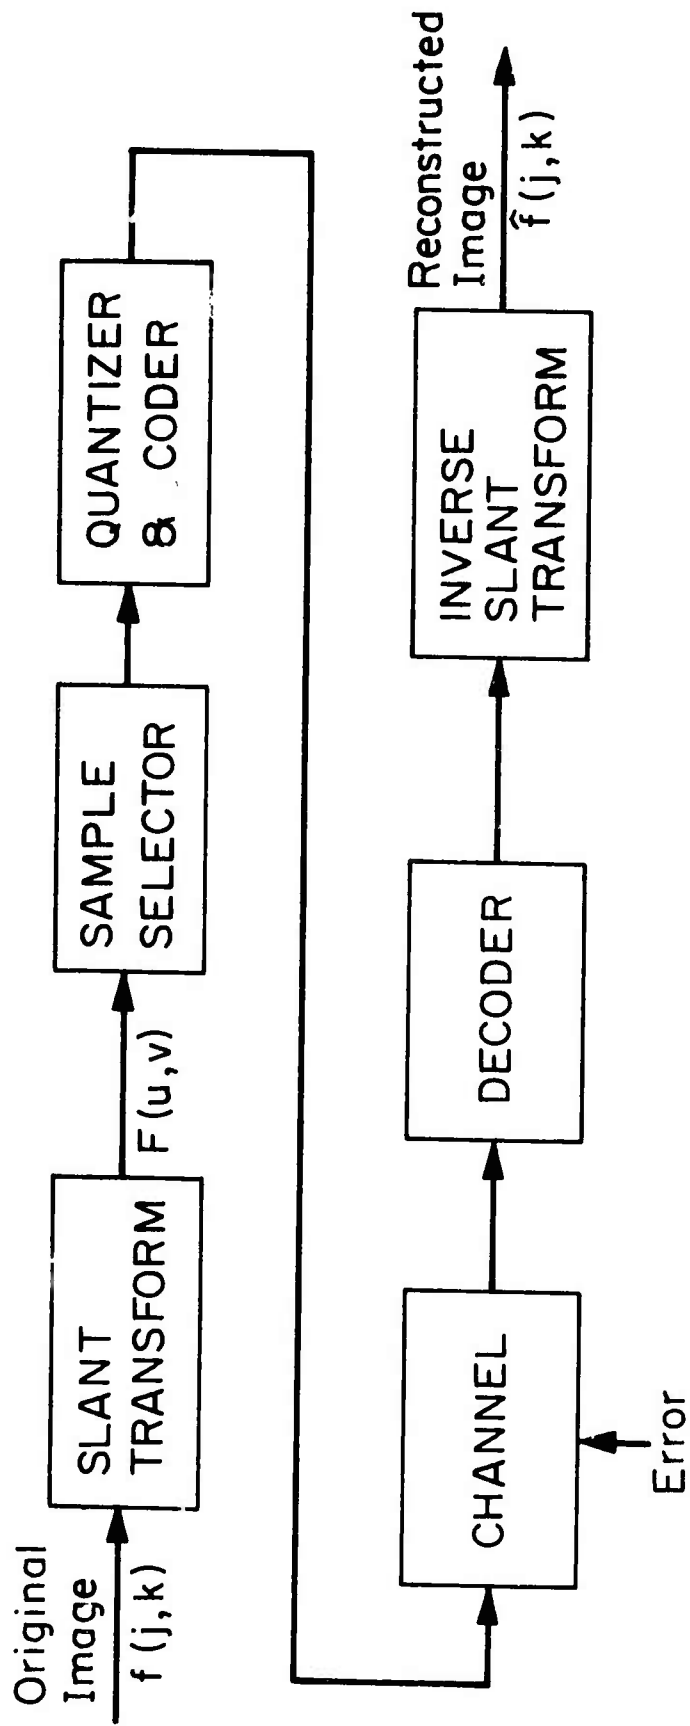 Original
Image
f(j,k)
SLANT
TRANSFORM
F(u,v)
SAMPLE
SELECTOR
QUANTIZER
& CODER
CHANNEL
Error
DECODER
INVERSE
SLANT
TRANSFORM
Reconstructed
Image
f̂(j,k)